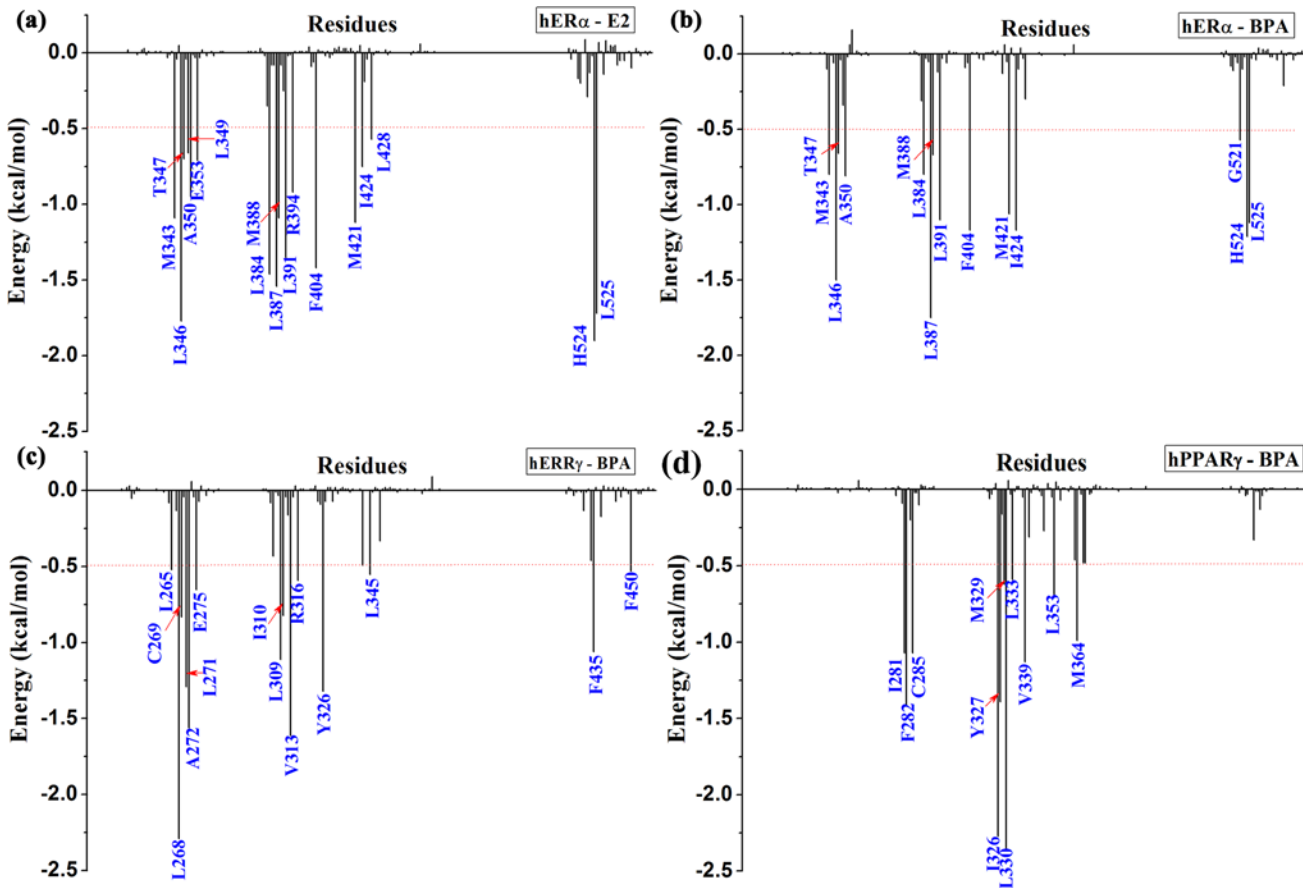 (a)
Residues
hERα - E2
Energy (kcal/mol)
0.0
-0.5
-1.0
-1.5
-2.0
-2.5
M343
T347
L346
A350
E353
L349
L384
M388
L387
L391
R394
F404
M421
I424
L428
H524
L525
(b)
Residues
hERα - BPA
Energy (kcal/mol)
0.0
-0.5
-1.0
-1.5
-2.0
-2.5
M343
T347
L346
A350
L384
M388
L387
L391
F404
M421
I424
G521
H524
L525
(c)
Residues
hERRγ - BPA
Energy (kcal/mol)
0.0
-0.5
-1.0
-1.5
-2.0
-2.5
C269
L265
L268
A272
E275
L271
I310
L309
V313
R316
Y326
L345
F435
F450
(d)
Residues
hPPARγ - BPA
Energy (kcal/mol)
0.0
-0.5
-1.0
-1.5
-2.0
-2.5
I281
F282
C285
Y327
M329
I326
L330
L333
V339
L353
M364